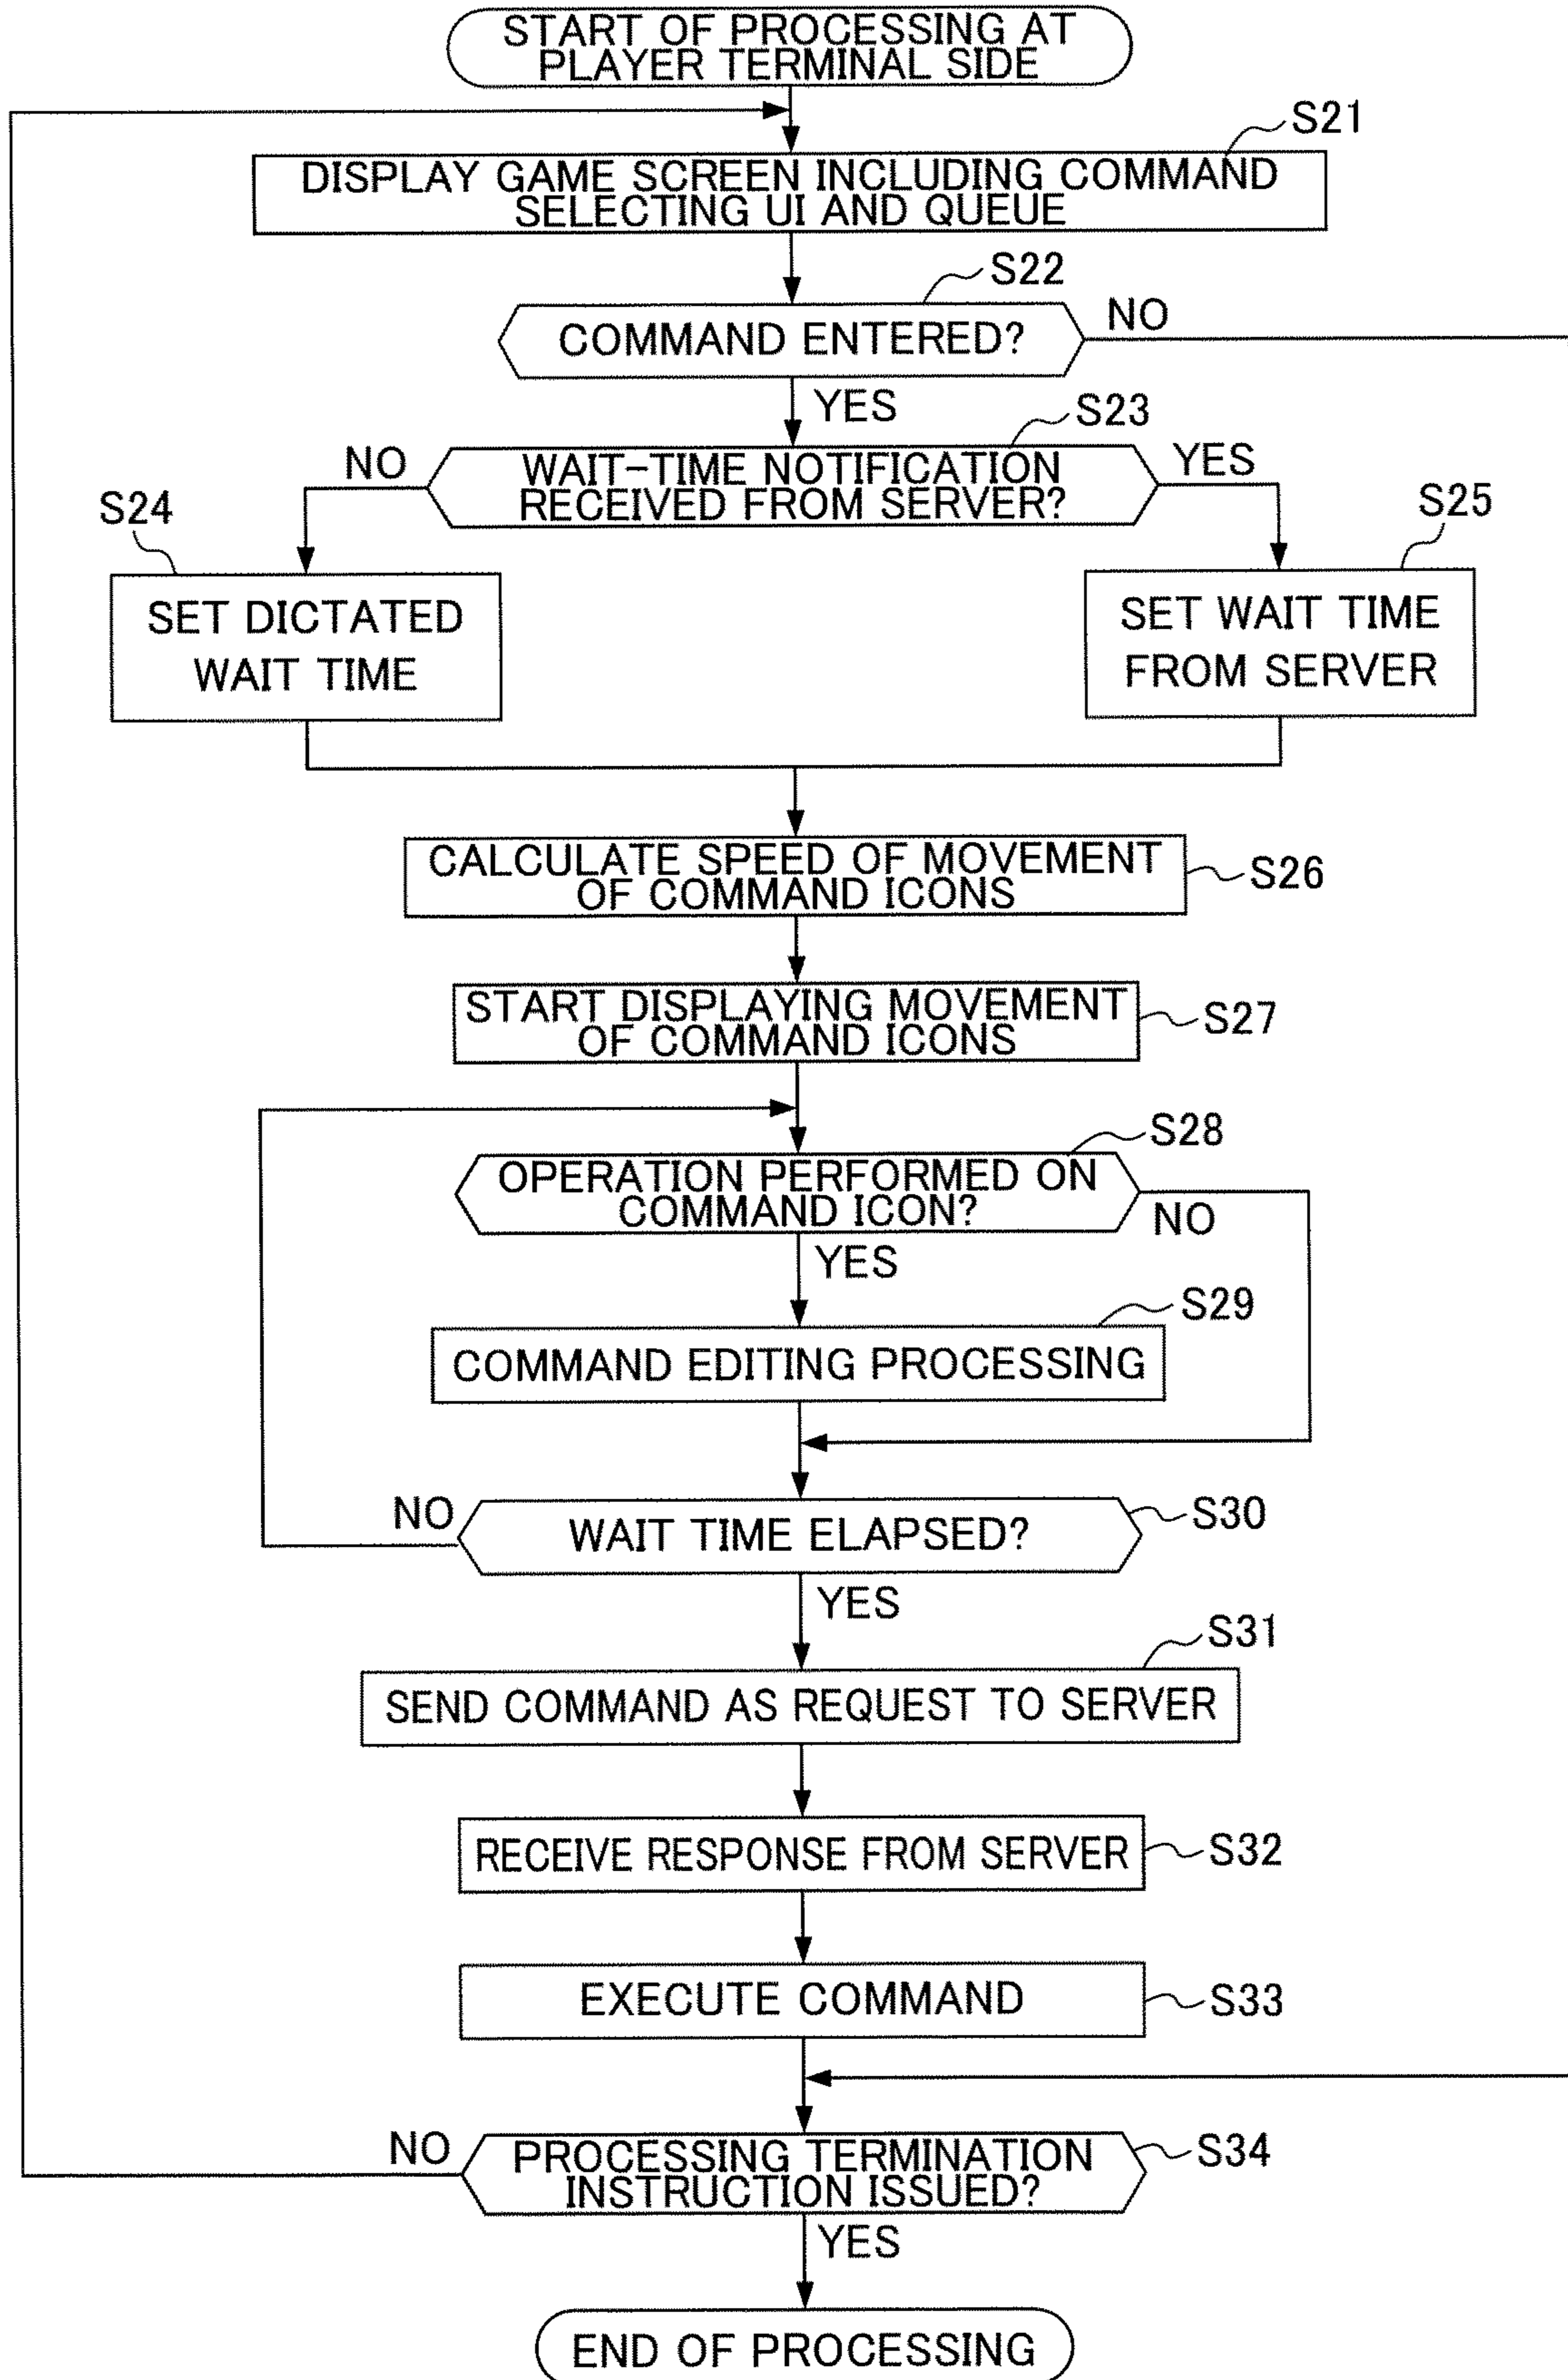 START OF PROCESSING AT
PLAYER TERMINAL SIDE
S21
DISPLAY GAME SCREEN INCLUDING COMMAND
SELECTING UI AND QUEUE
S22
COMMAND ENTERED?
NO
YES
S23
NO
WAIT-TIME NOTIFICATION
RECEIVED FROM SERVER?
YES
S24
S25
SET DICTATED
WAIT TIME
SET WAIT TIME
FROM SERVER
CALCULATE SPEED OF MOVEMENT
OF COMMAND ICONS
S26
START DISPLAYING MOVEMENT
OF COMMAND ICONS
S27
S28
OPERATION PERFORMED ON
COMMAND ICON?
NO
YES
S29
COMMAND EDITING PROCESSING
NO
WAIT TIME ELAPSED?
S30
YES
S31
SEND COMMAND AS REQUEST TO SERVER
RECEIVE RESPONSE FROM SERVER
S32
EXECUTE COMMAND
S33
NO
PROCESSING TERMINATION
INSTRUCTION ISSUED?
S34
YES
END OF PROCESSING